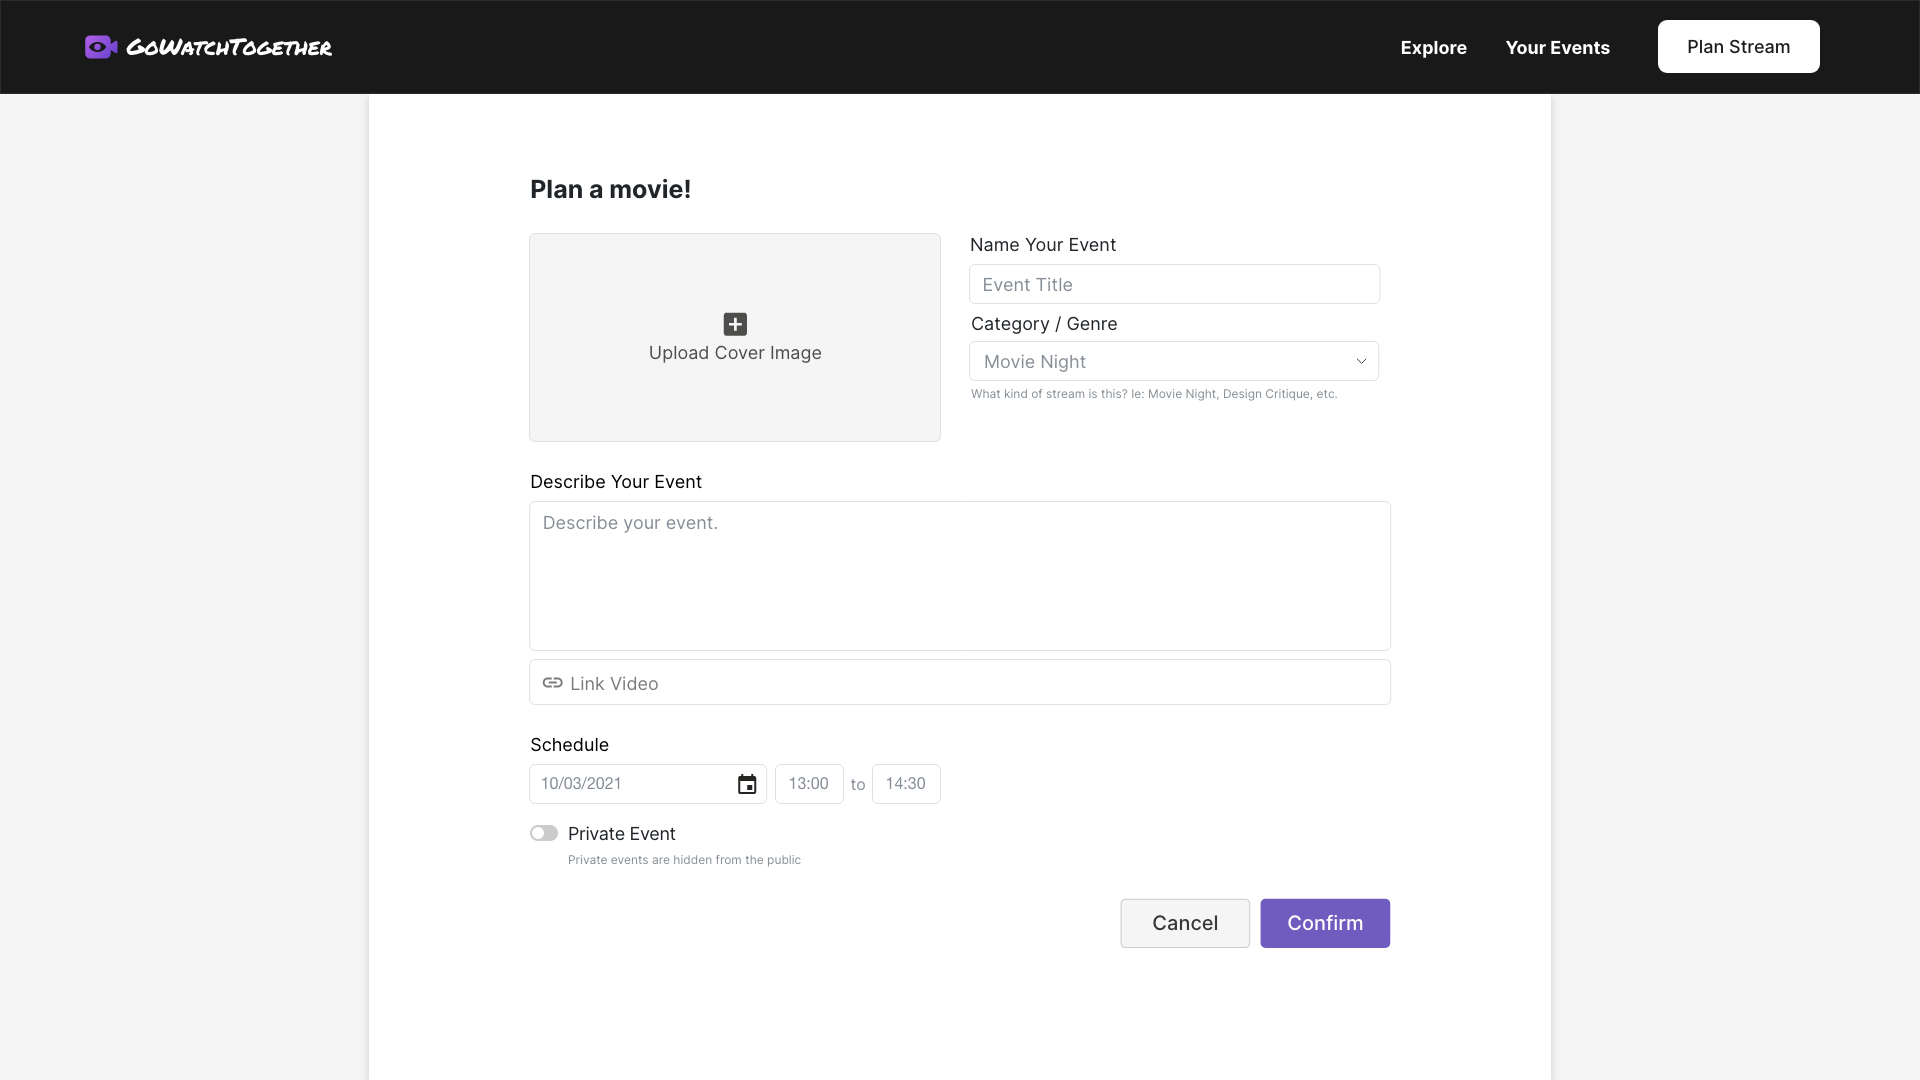 GoWatchTogether
Explore
Your Events
Plan Stream
Plan a movie!
Upload Cover Image
Name Your Event
Event Title
Category / Genre
Movie Night
What kind of stream is this? Ie: Movie Night, Design Critique, etc.
Describe Your Event
Describe your event.
Link Video
Schedule
10/03/2021
13:00 to 14:30
Private Event
Private events are hidden from the public
Cancel
Confirm